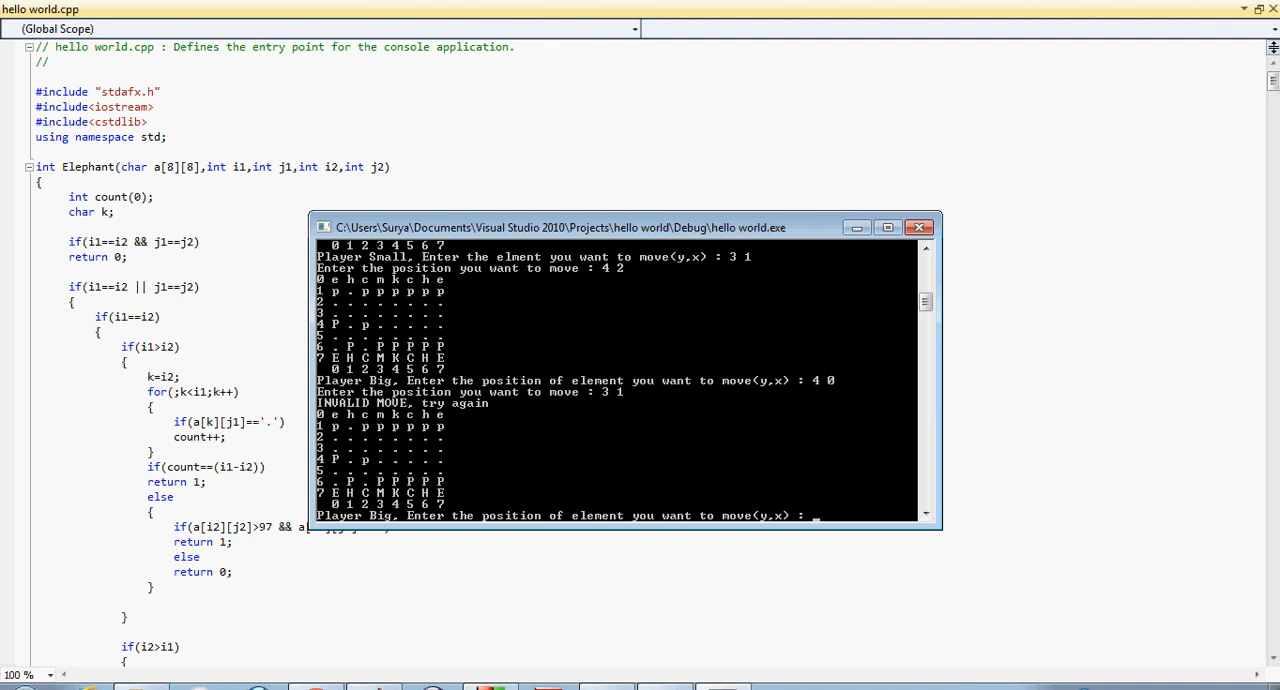 hello world.cpp
(Global Scope)
// hello world.cpp : Defines the entry point for the console application.
//
#include "stdafx.h"
#include<iostream>
#include<cstdlib>
using namespace std;
int Elephant(char a[8][8],int i1,int j1,int i2,int j2)
{
int count(0);
char k;
if(i1==i2 && j1==j2)
return 0;
if(i1==i2 || j1==j2)
{
if(i1==i2)
{
if(i1>i2)
{
k=i2;
for(;k<i1;k++)
{
if(a[k][j1]=='.')
count++;
}
if(count==(i1-i2))
return 1;
else
{
if(a[i2][j2]>97 &&
return 1;
else
return 0;
}
}
if(i2>i1)
{
100 %
C:\Users\Surya\Documents\Visual Studio 2010\Projects\hello world\Debug\hello world.exe
0 1 2 3 4 5 6 7
Player Small, Enter the elment you want to move(y,x) : 3 1
Enter the position you want to move : 4 2
0 e h c m k c h e
1 p . p p p p p p
2 . . . . . . . .
3 . . . . . . . .
4 P . p . . . . .
5 . . . . . . . .
6 . P . P P P P P
7 E H C M K C H E
0 1 2 3 4 5 6 7
Player Big, Enter the position of element you want to move(y,x) : 4 0
Enter the position you want to move : 3 1
INVALID MOVE, try again
0 e h c m k c h e
1 p . p p p p p p
2 . . . . . . . .
3 . . . . . . . .
4 P . p . . . . .
5 . . . . . . . .
6 . P . P P P P P
7 E H C M K C H E
0 1 2 3 4 5 6 7
Player Big, Enter the position of element you want to move(y,x) : _